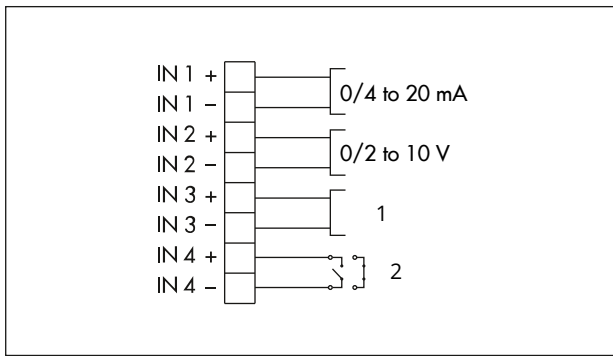 IN 1 +
IN 1 –
0/4 to 20 mA
IN 2 +
IN 2 –
0/2 to 10 V
IN 3 +
IN 3 –
1
IN 4 +
IN 4 –
2